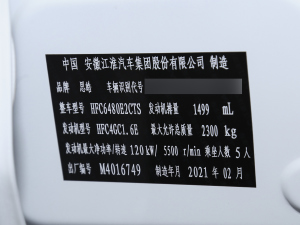 中国 安徽江淮汽车集团股份有限公司 制造
品牌 思皓 车辆识别代号
整车型号 HFC6480E2CTS 发动机排量 1499 mL
发动机型号 HFC4GC1.6E 最大允许总质量 2300 kg
发动机最大净功率/转速 120 kW/ 5500 r/min 乘坐人数 5 人
出厂编号 M4016749 制造年月 2021 年 02 月